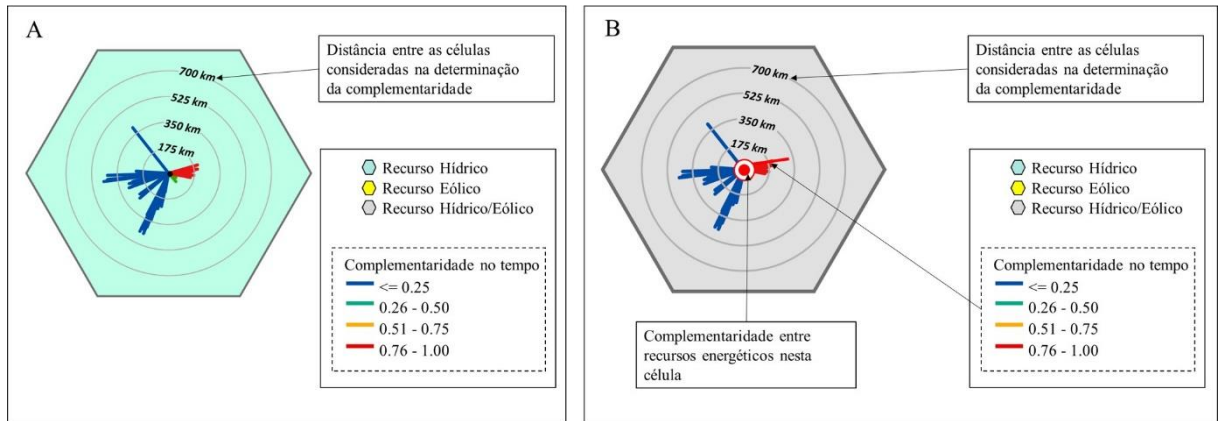 A
Distância entre as células
consideradas na determinação
da complementaridade
700 km
525 km
350 km
175 km
Recurso Hídrico
Recurso Eólico
Recurso Hídrico/Eólico
Complementaridade no tempo
<= 0.25
0.26 - 0.50
0.51 - 0.75
0.76 - 1.00
B
Distância entre as células
consideradas na determinação
da complementaridade
700 km
525 km
350 km
175 km
Recurso Hídrico
Recurso Eólico
Recurso Hídrico/Eólico
Complementaridade no tempo
<= 0.25
0.26 - 0.50
0.51 - 0.75
0.76 - 1.00
Complementaridade entre
recursos energéticos nesta
célula